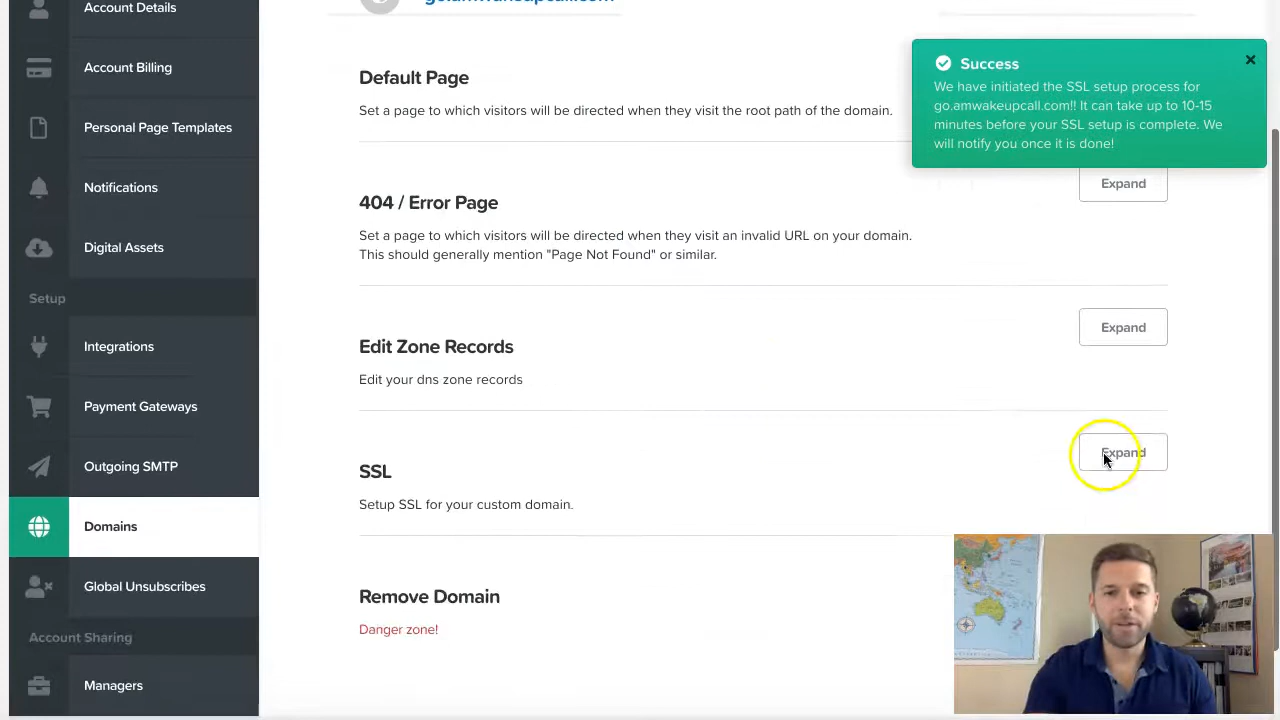 Account Details
Account Billing
Personal Page Templates
Notifications
Digital Assets
Setup
Integrations
Payment Gateways
Outgoing SMTP
Domains
Global Unsubscribes
Account Sharing
Managers
Default Page
Set a page to which visitors will be directed when they visit the root path of the domain.
404 / Error Page
Set a page to which visitors will be directed when they visit an invalid URL on your domain.
This should generally mention "Page Not Found" or similar.
Expand
Edit Zone Records
Edit your dns zone records
Expand
SSL
Setup SSL for your custom domain.
Expand
Remove Domain
Danger zone!
Success
We have initiated the SSL setup process for
go.amwakeupcall.com!! It can take up to 10-15
minutes before your SSL setup is complete. We
will notify you once it is done!